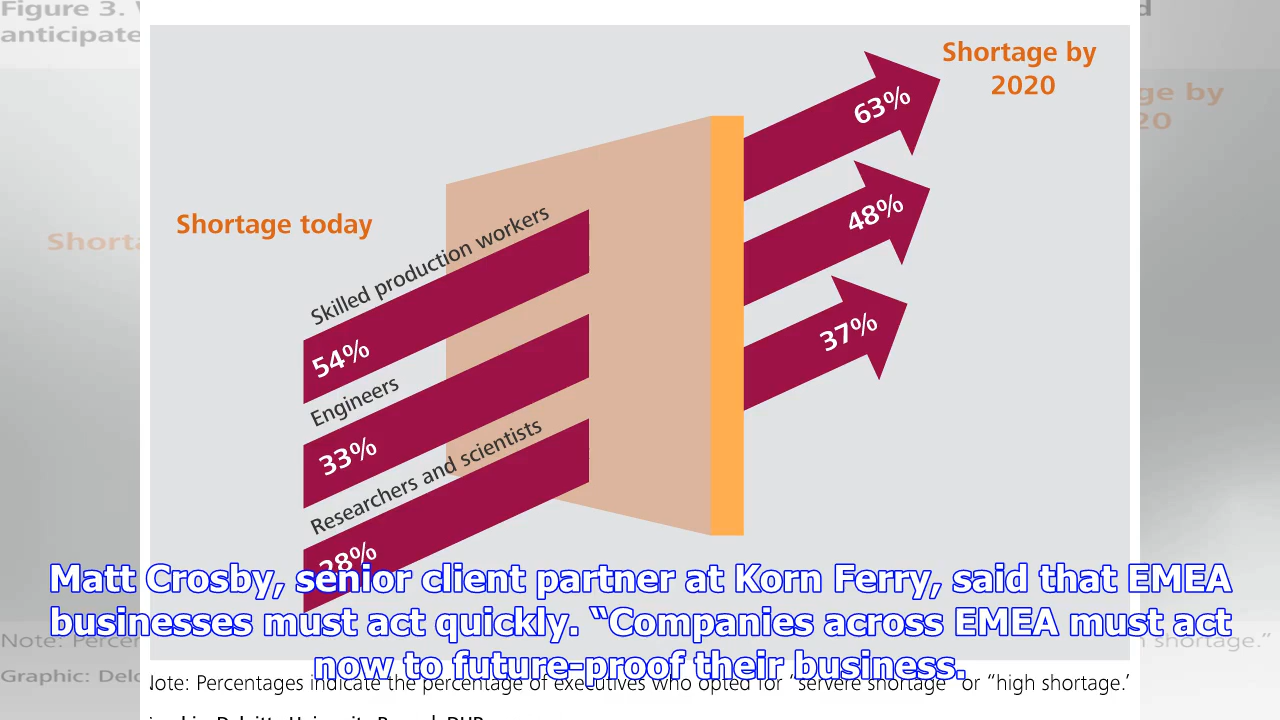 Figure 3.
anticipate
Shortage by
2020
63%
48%
37%
Shortage today
Skilled production workers
54%
Engineers
33%
Researchers and scientists
28%
Matt Crosby, senior client partner at Korn Ferry, said that EMEA
businesses must act quickly. “Companies across EMEA must act
now to future-proof their business.
Note: Percentages indicate the percentage of executives who opted for “servere shortage” or “high shortage.”